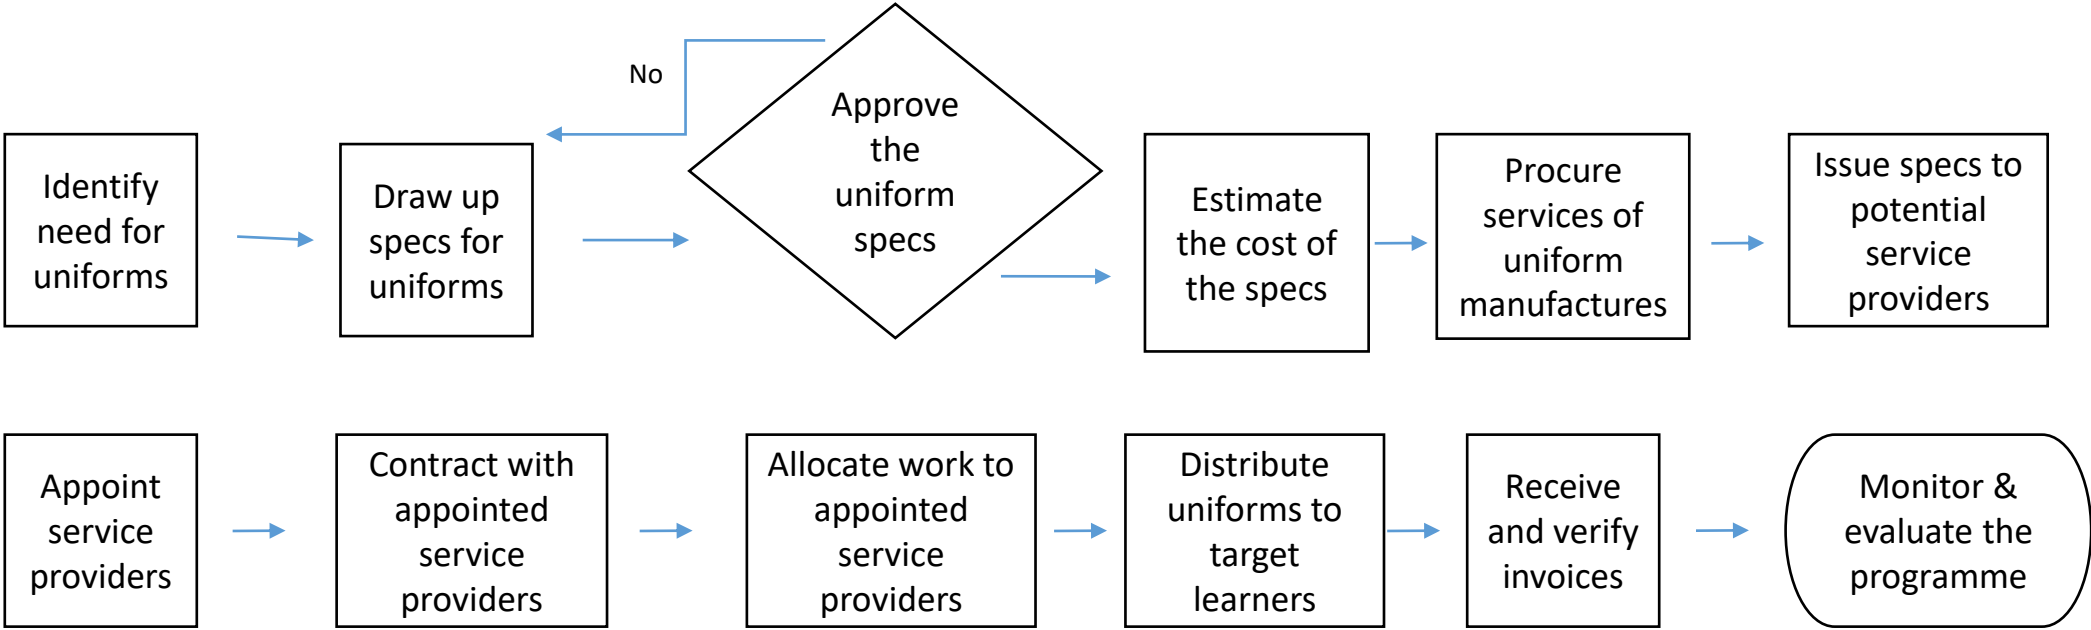 Identify
need for
uniforms
Draw up
specs for
uniforms
No
Approve
the
uniform
specs
Estimate
the cost of
the specs
Procure
services of
uniform
manufactures
Issue specs to
potential
service
providers
Appoint
service
providers
Contract with
appointed
service
providers
Allocate work to
appointed
service
providers
Distribute
uniforms to
target
learners
Receive
and verify
invoices
Monitor &
evaluate the
programme